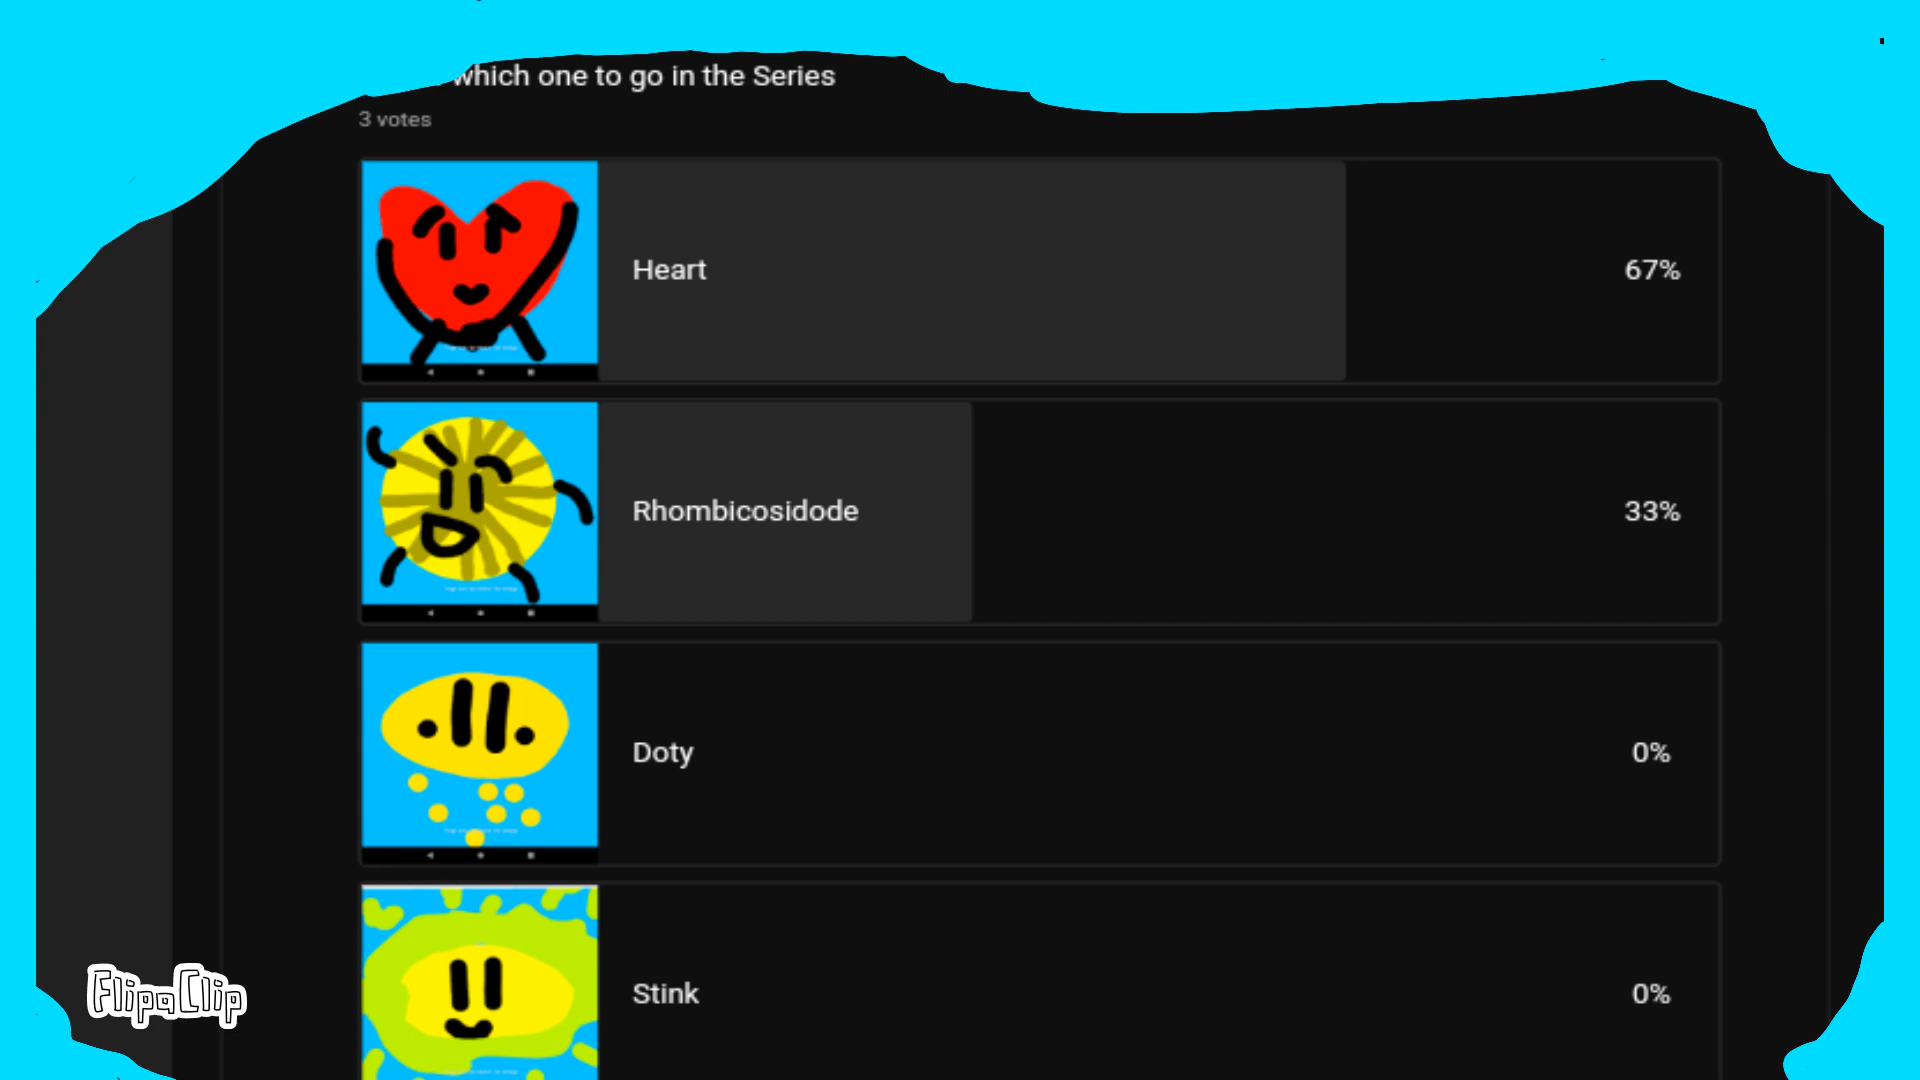 which one to go in the Series
3 votes
Heart
67%
Rhombicosidode
33%
Doty
0%
Stink
0%
FlipaClip